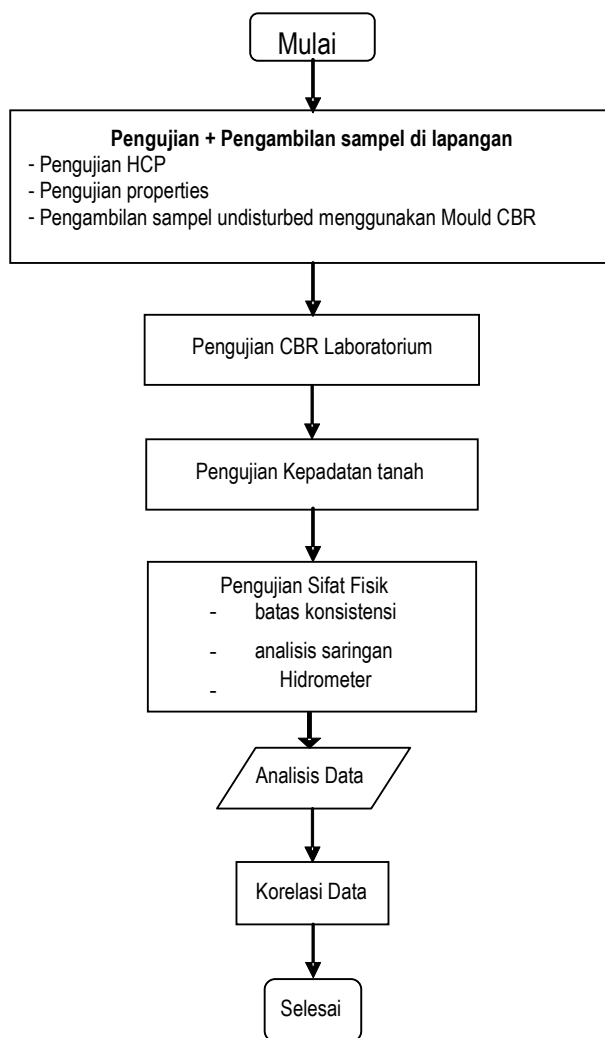 Mulai
Pengujian + Pengambilan sampel di lapangan
- Pengujian HCP
- Pengujian properties
- Pengambilan sampel undisturbed menggunakan Mould CBR
Pengujian CBR Laboratorium
Pengujian Kepadatan tanah
Pengujian Sifat Fisik
- batas konsistensi
- analisis saringan
- Hidrometer
Analisis Data
Korelasi Data
Selesai